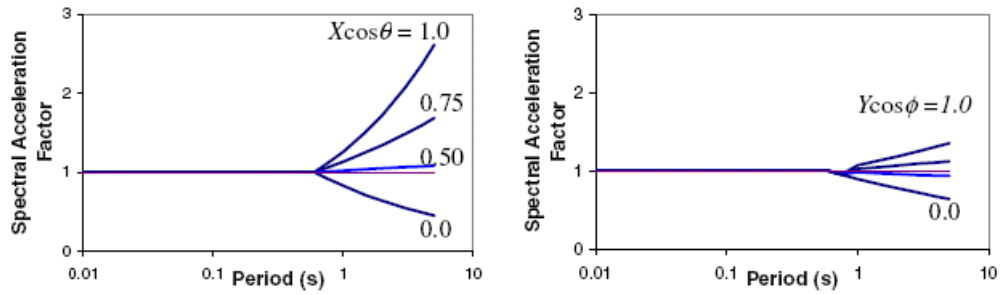 3
2
1
0
Spectral Acceleration
Factor
Xcosθ = 1.0
0.75
0.50
0.0
0.01
0.1
1
10
Period (s)
3
2
1
0
Spectral Acceleration
Factor
Ycosϕ =1.0
0.0
0.01
0.1
1
10
Period (s)